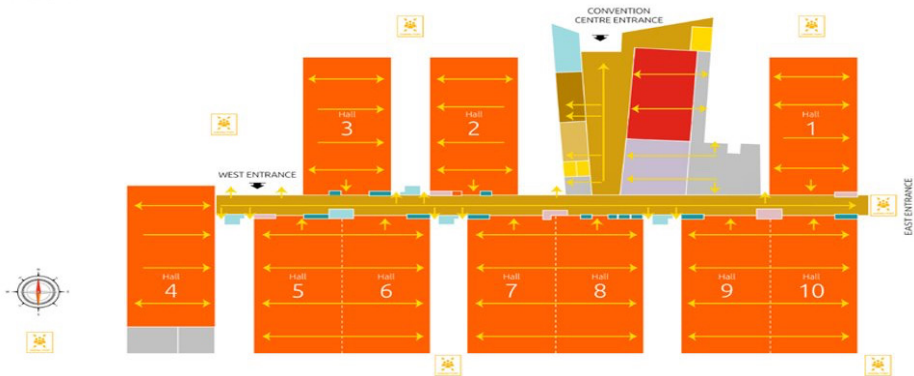 CONVENTION
CENTRE ENTRANCE
Hall
3
Hall
2
Hall
1
WEST ENTRANCE
EAST ENTRANCE
Hall
4
Hall
5
Hall
6
Hall
7
Hall
8
Hall
9
Hall
10